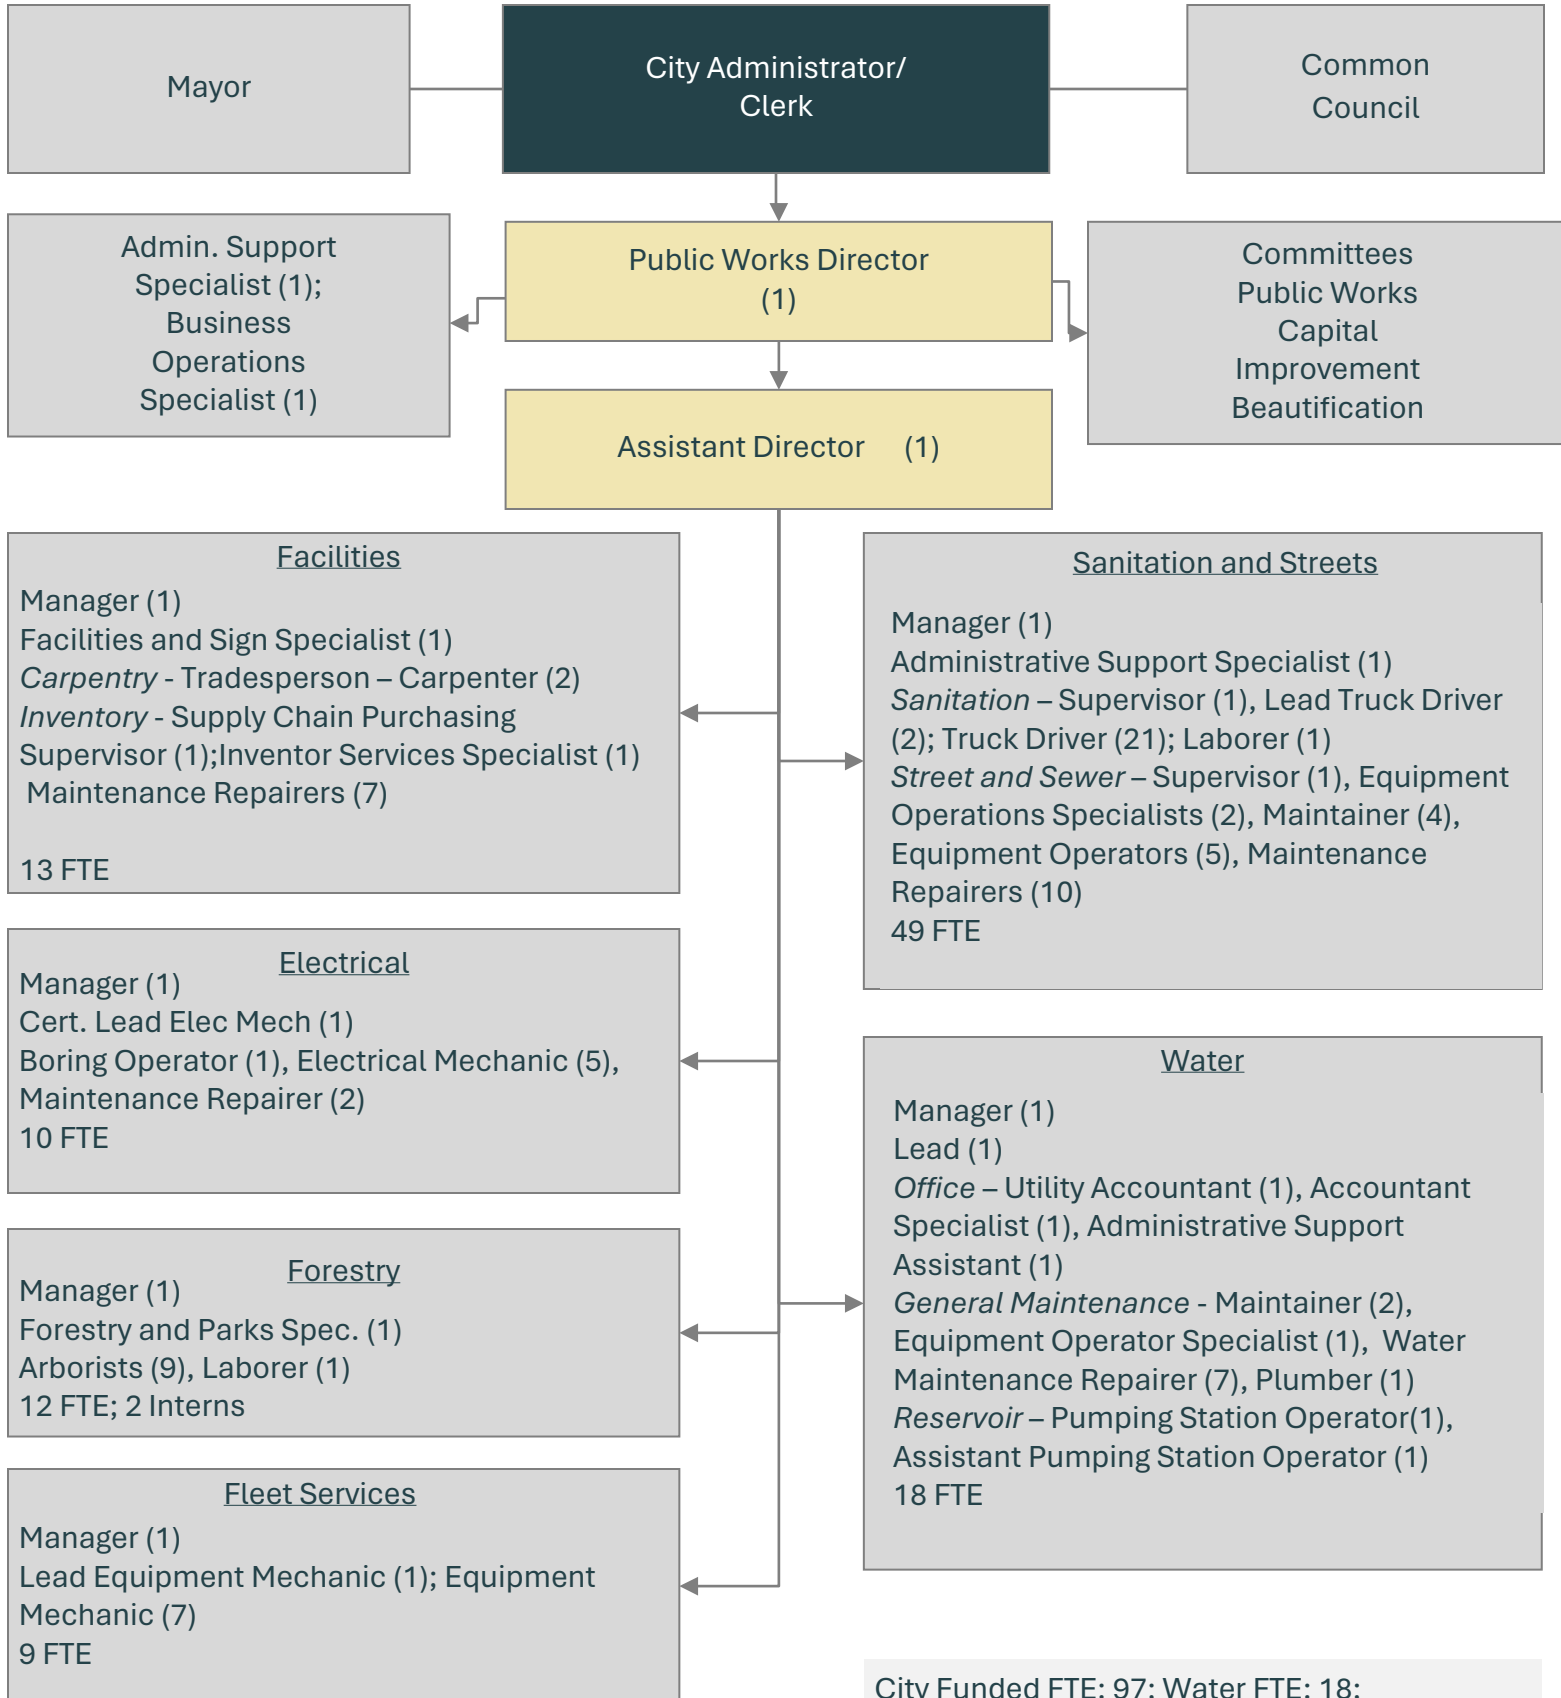 Mayor
City Administrator/
Clerk
Common
Council
Admin. Support
Specialist (1);
Business
Operations
Specialist (1)
Public Works Director
(1)
Committees
Public Works
Capital
Improvement
Beautification
Assistant Director (1)
Facilities
Manager (1)
Facilities and Sign Specialist (1)
Carpentry - Tradesperson – Carpenter (2)
Inventory - Supply Chain Purchasing
Supervisor (1);Inventor Services Specialist (1)
Maintenance Repairers (7)
13 FTE
Sanitation and Streets
Manager (1)
Administrative Support Specialist (1)
Sanitation – Supervisor (1), Lead Truck Driver
(2); Truck Driver (21); Laborer (1)
Street and Sewer – Supervisor (1), Equipment
Operations Specialists (2), Maintainer (4),
Equipment Operators (5), Maintenance
Repairers (10)
49 FTE
Electrical
Manager (1)
Cert. Lead Elec Mech (1)
Boring Operator (1), Electrical Mechanic (5),
Maintenance Repairer (2)
10 FTE
Water
Manager (1)
Lead (1)
Office – Utility Accountant (1), Accountant
Specialist (1), Administrative Support
Assistant (1)
General Maintenance - Maintainer (2),
Equipment Operator Specialist (1), Water
Maintenance Repairer (7), Plumber (1)
Reservoir – Pumping Station Operator(1),
Assistant Pumping Station Operator (1)
18 FTE
Forestry
Manager (1)
Forestry and Parks Spec. (1)
Arborists (9), Laborer (1)
12 FTE; 2 Interns
Fleet Services
Manager (1)
Lead Equipment Mechanic (1); Equipment
Mechanic (7)
9 FTE
City Funded FTE: 97; Water FTE: 18;